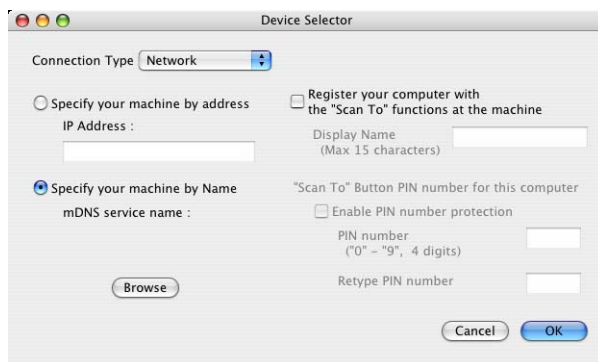 Device Selector
Connection Type Network
Specify your machine by address
IP Address :
Specify your machine by Name
mDNS service name :
Browse
Register your computer with
the "Scan To" functions at the machine
Display Name
(Max 15 characters)
"Scan To" Button PIN number for this computer
Enable PIN number protection
PIN number
("0" - "9", 4 digits)
Retype PIN number
Cancel OK